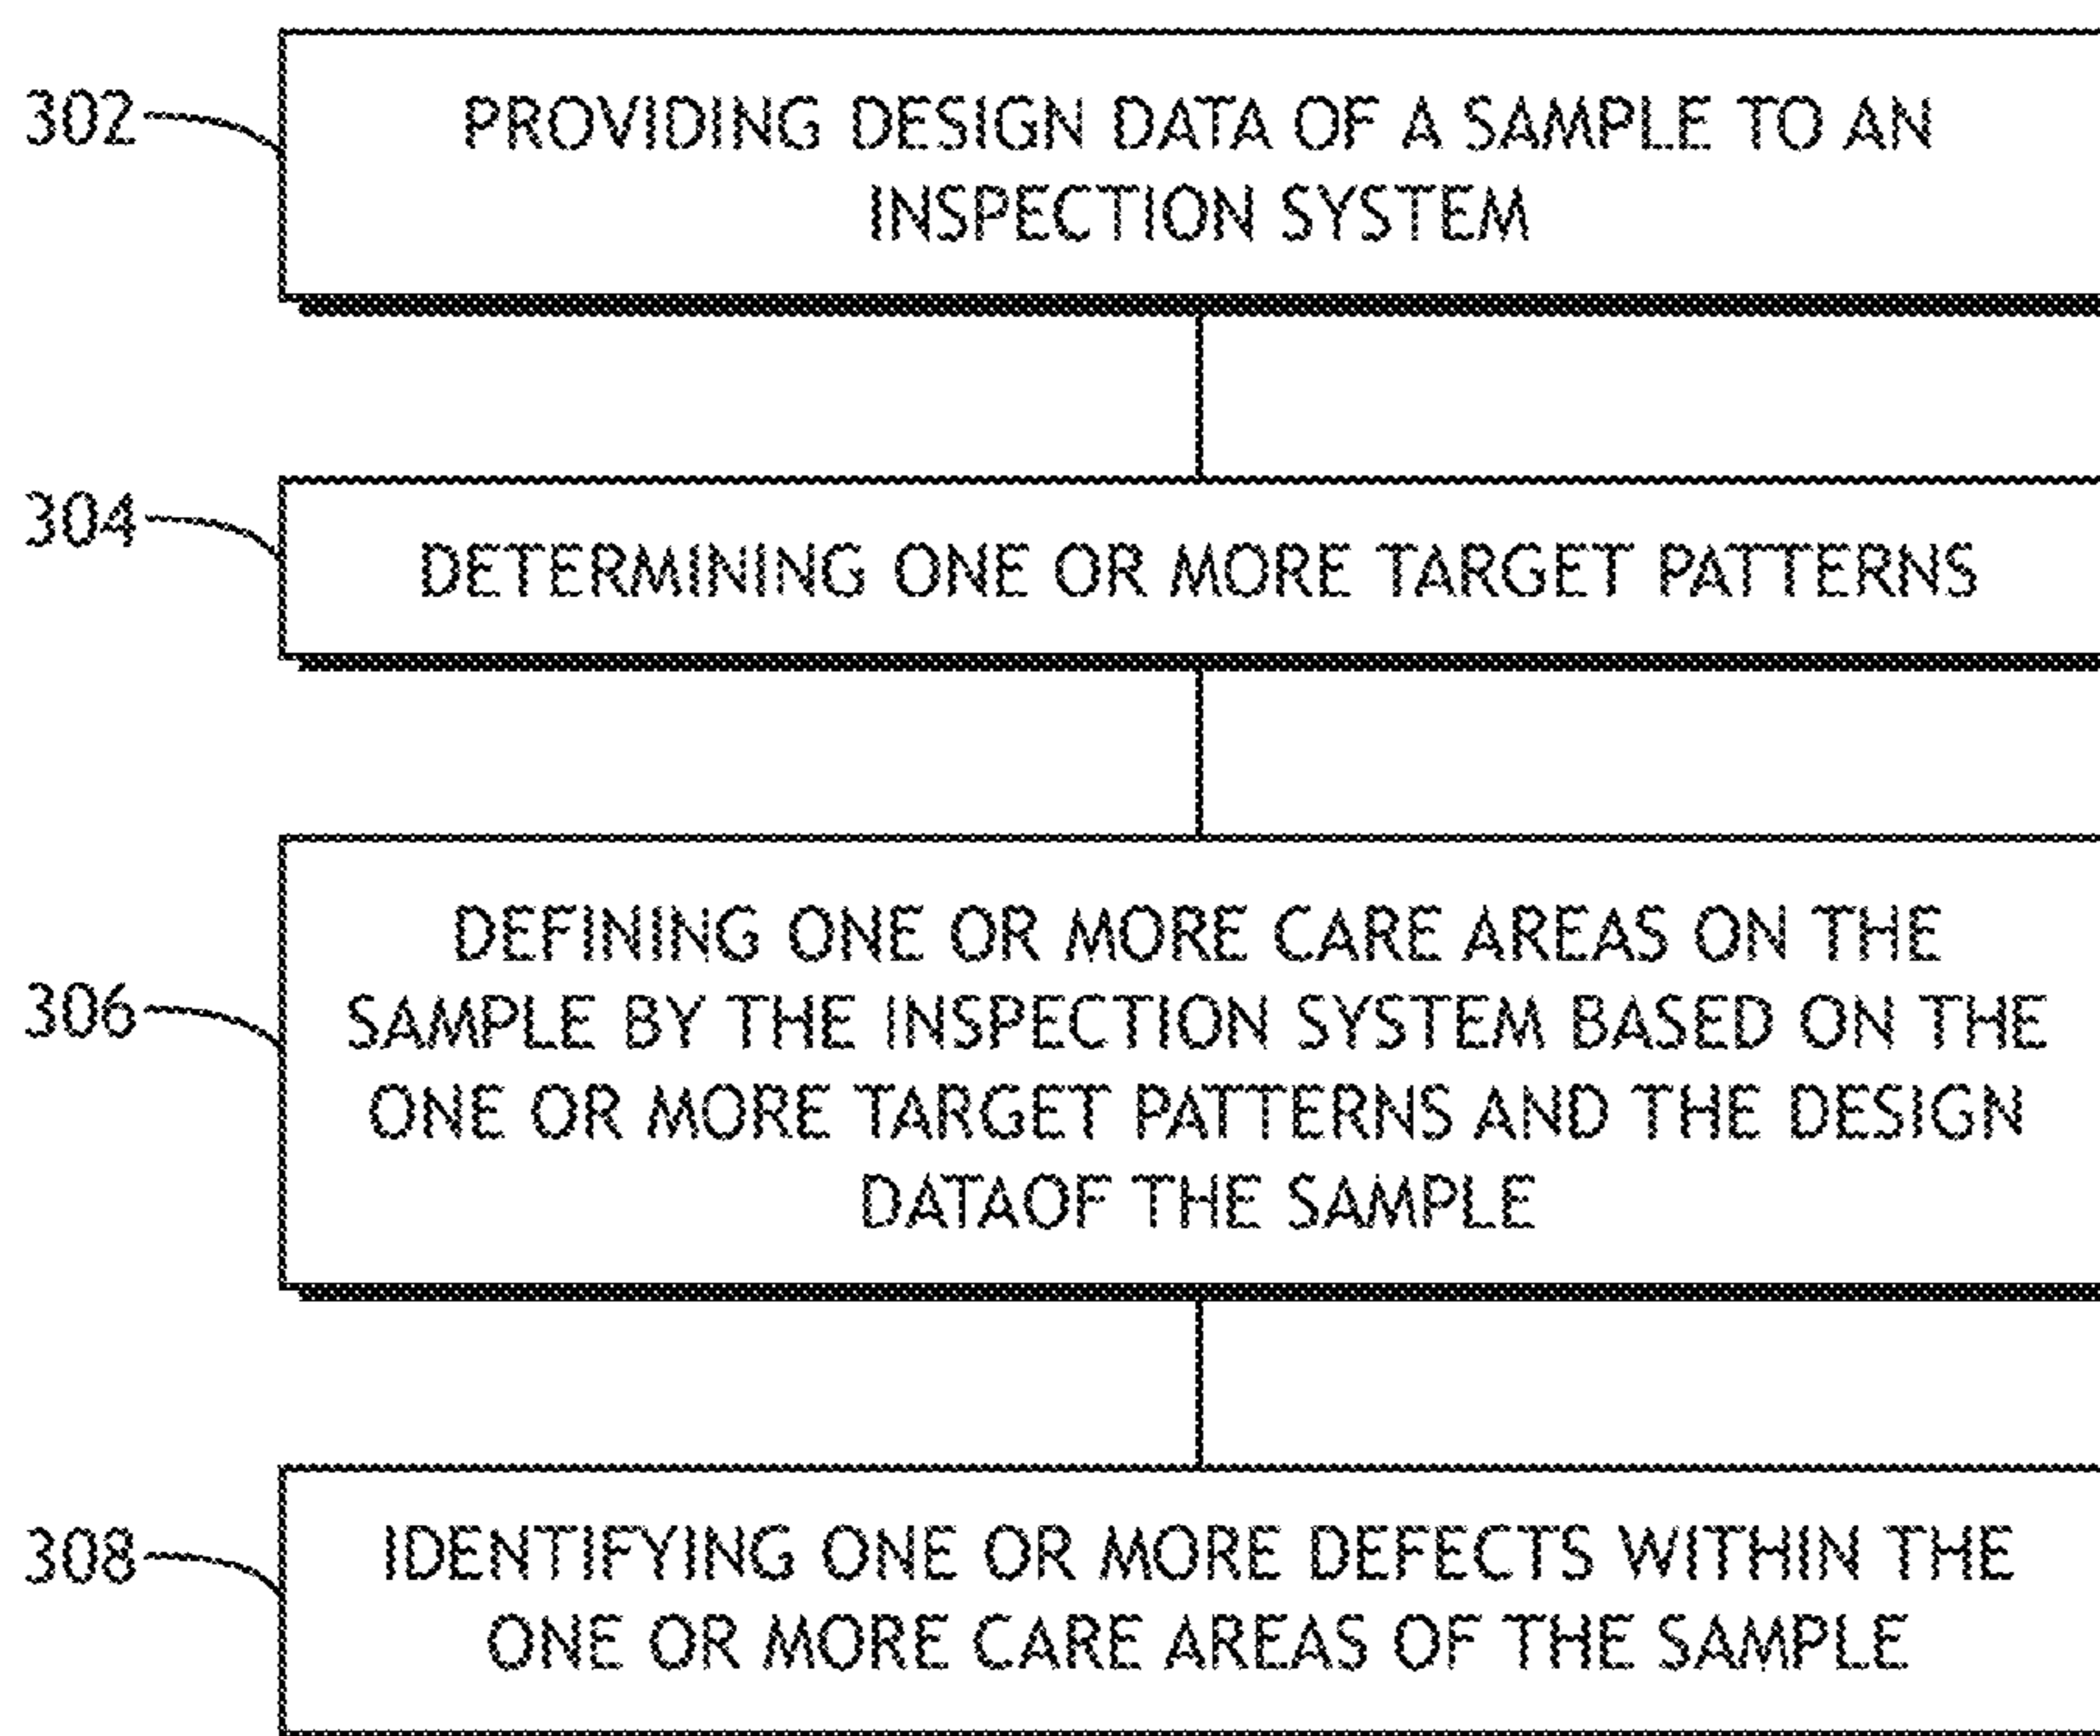 302
PROVIDING DESIGN DATA OF A SAMPLE TO AN
INSPECTION SYSTEM
304
DETERMINING ONE OR MORE TARGET PATTERNS
306
DEFINING ONE OR MORE CARE AREAS ON THE
SAMPLE BY THE INSPECTION SYSTEM BASED ON THE
ONE OR MORE TARGET PATTERNS AND THE DESIGN
DATAOF THE SAMPLE
308
IDENTIFYING ONE OR MORE DEFECTS WITHIN THE
ONE OR MORE CARE AREAS OF THE SAMPLE